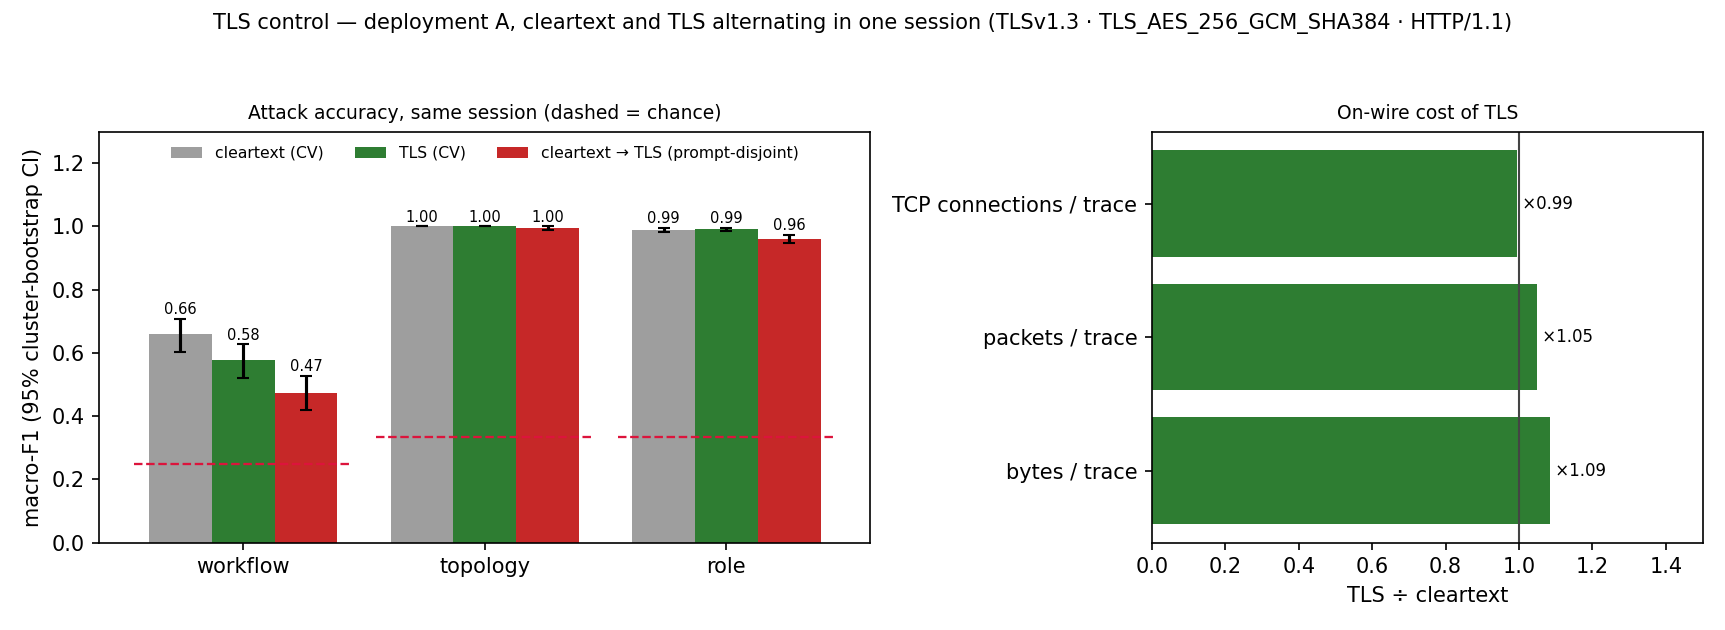 TLS control — deployment A, cleartext and TLS alternating in one session (TLSv1.3 · TLS_AES_256_GCM_SHA384 · HTTP/1.1)
Attack accuracy, same session (dashed = chance)
cleartext (CV)
TLS (CV)
cleartext → TLS (prompt-disjoint)
macro-F1 (95% cluster-bootstrap CI)
1.2
1.0
0.8
0.6
0.4
0.2
0.0
0.66
0.58
0.47
1.00
1.00
1.00
0.99
0.99
0.96
workflow
topology
role
On-wire cost of TLS
TCP connections / trace
×0.99
packets / trace
×1.05
bytes / trace
×1.09
0.0
0.2
0.4
0.6
0.8
1.0
1.2
1.4
TLS ÷ cleartext